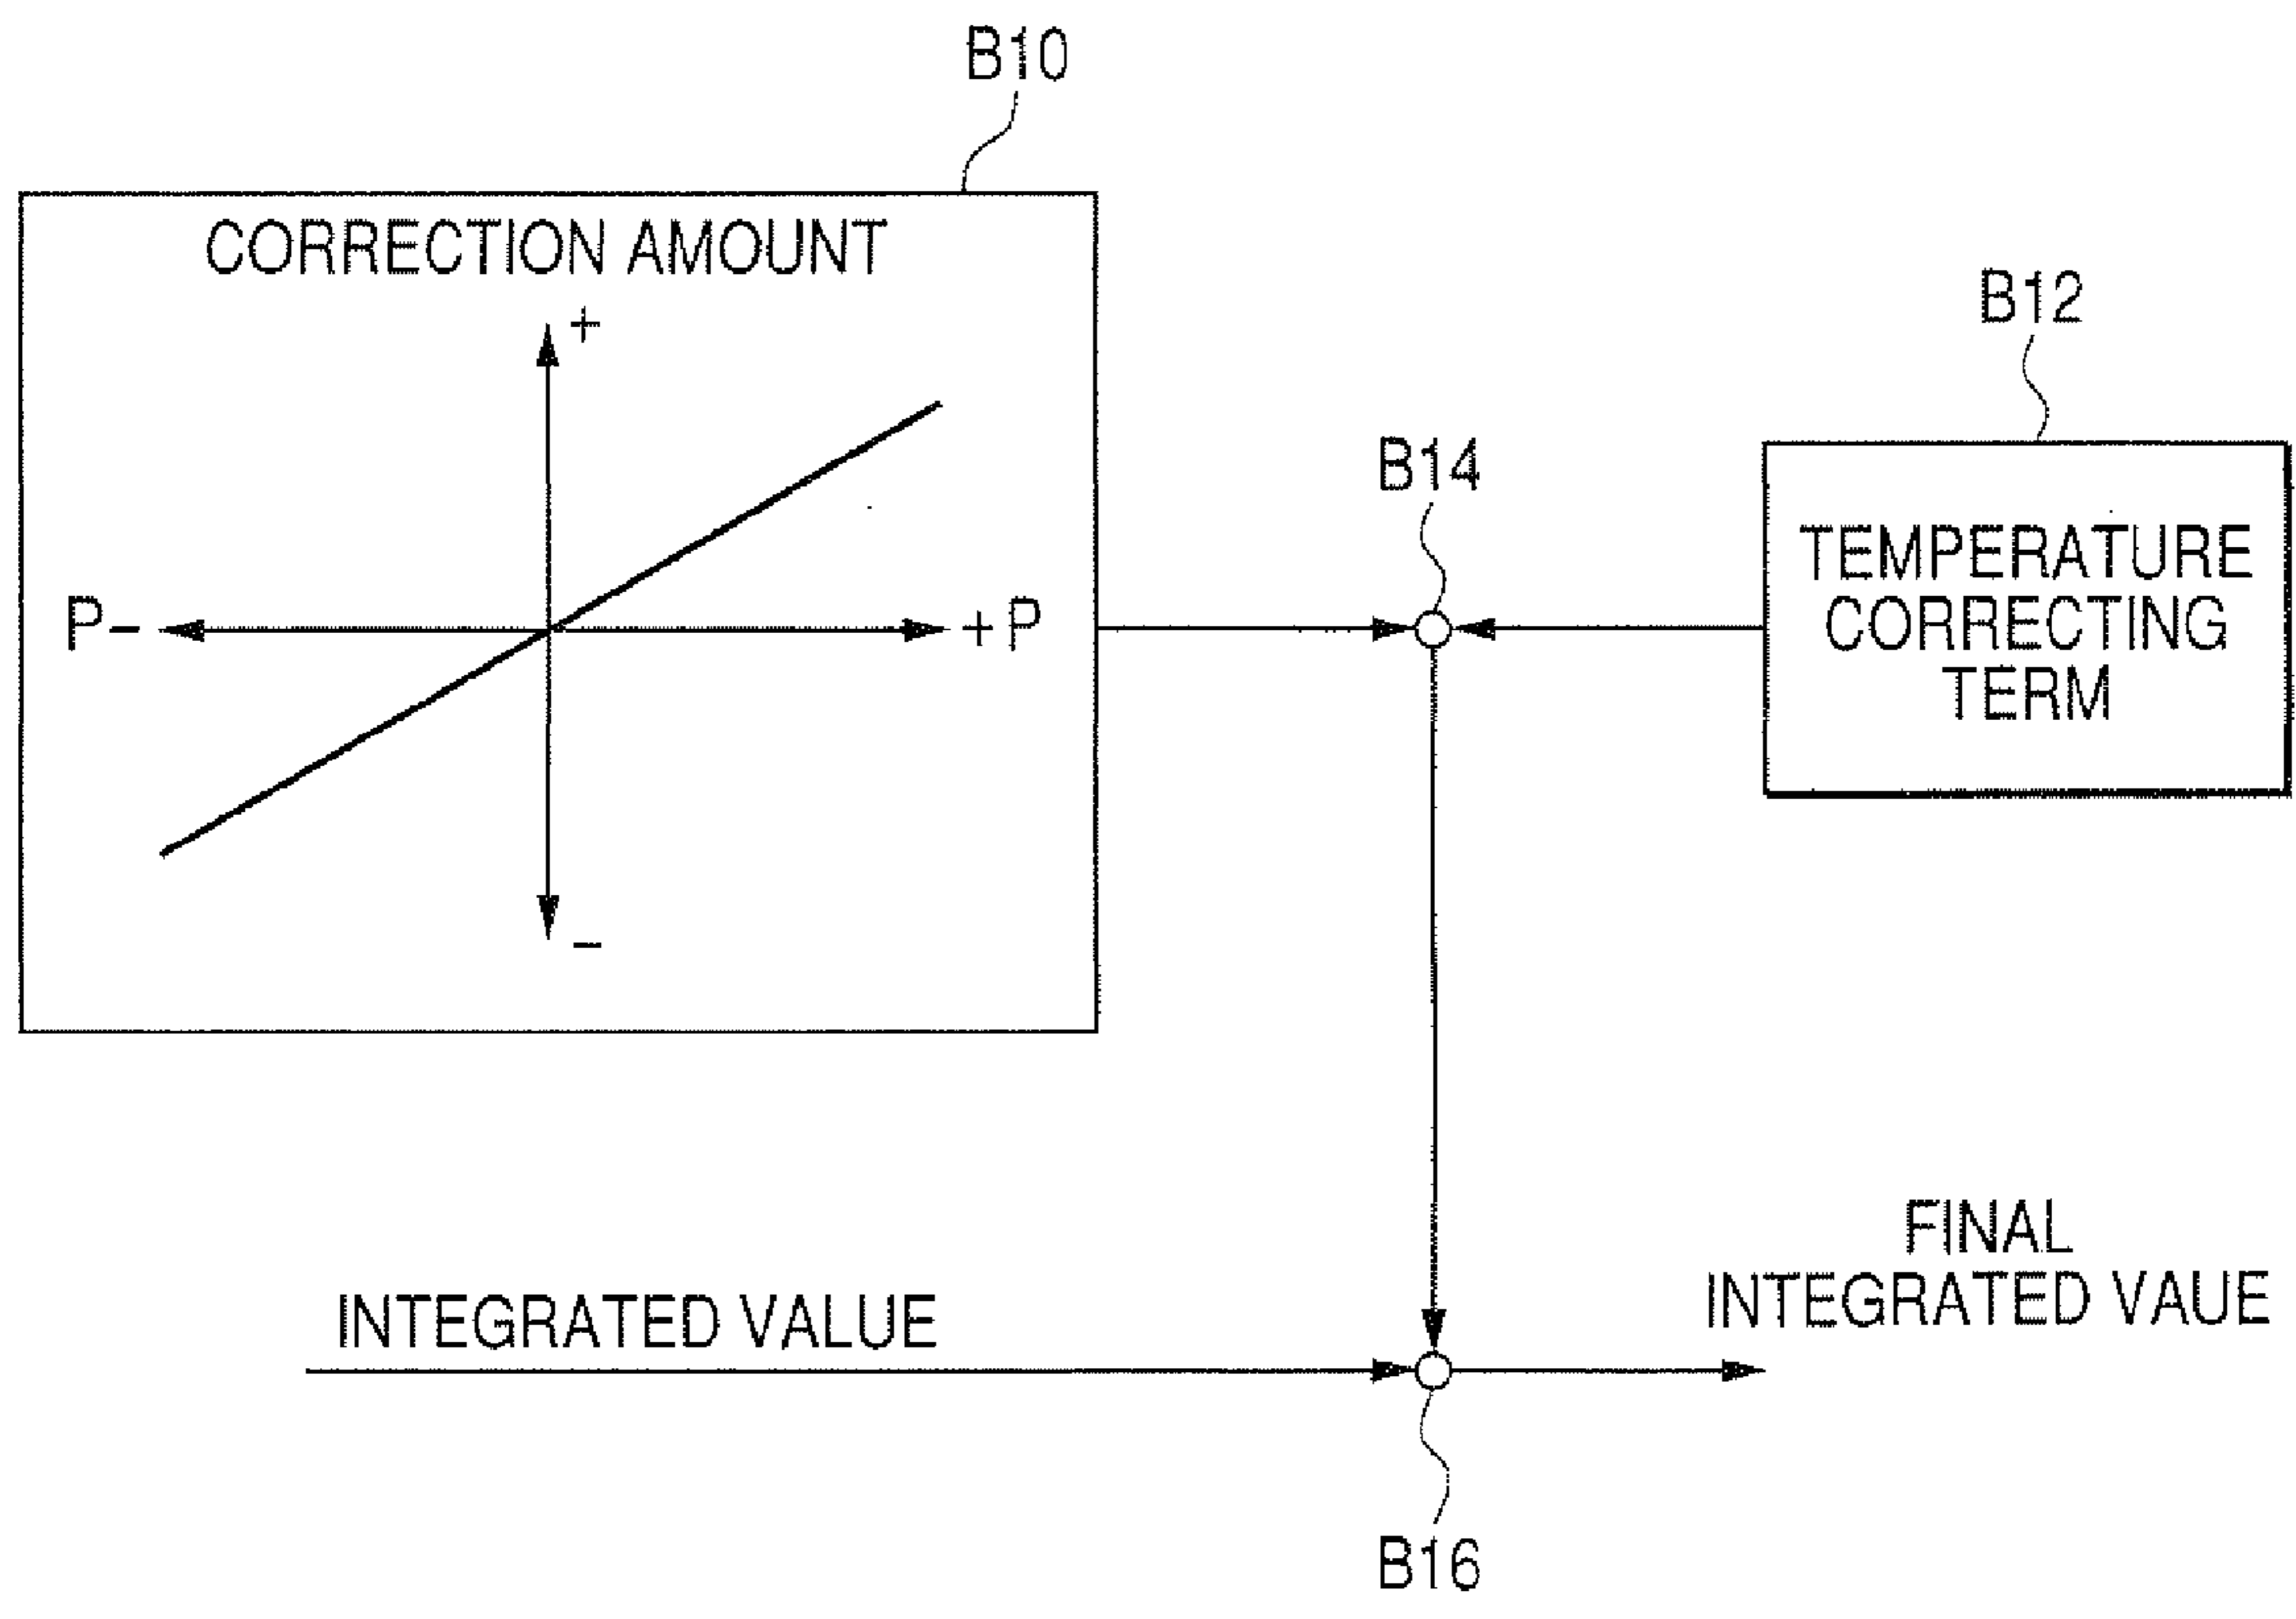 B10
CORRECTION AMOUNT
+
P- +P
-
B12
B14
TEMPERATURE
CORRECTING
TERM
INTEGRATED VALUE
FINAL
INTEGRATED VAUE
B16